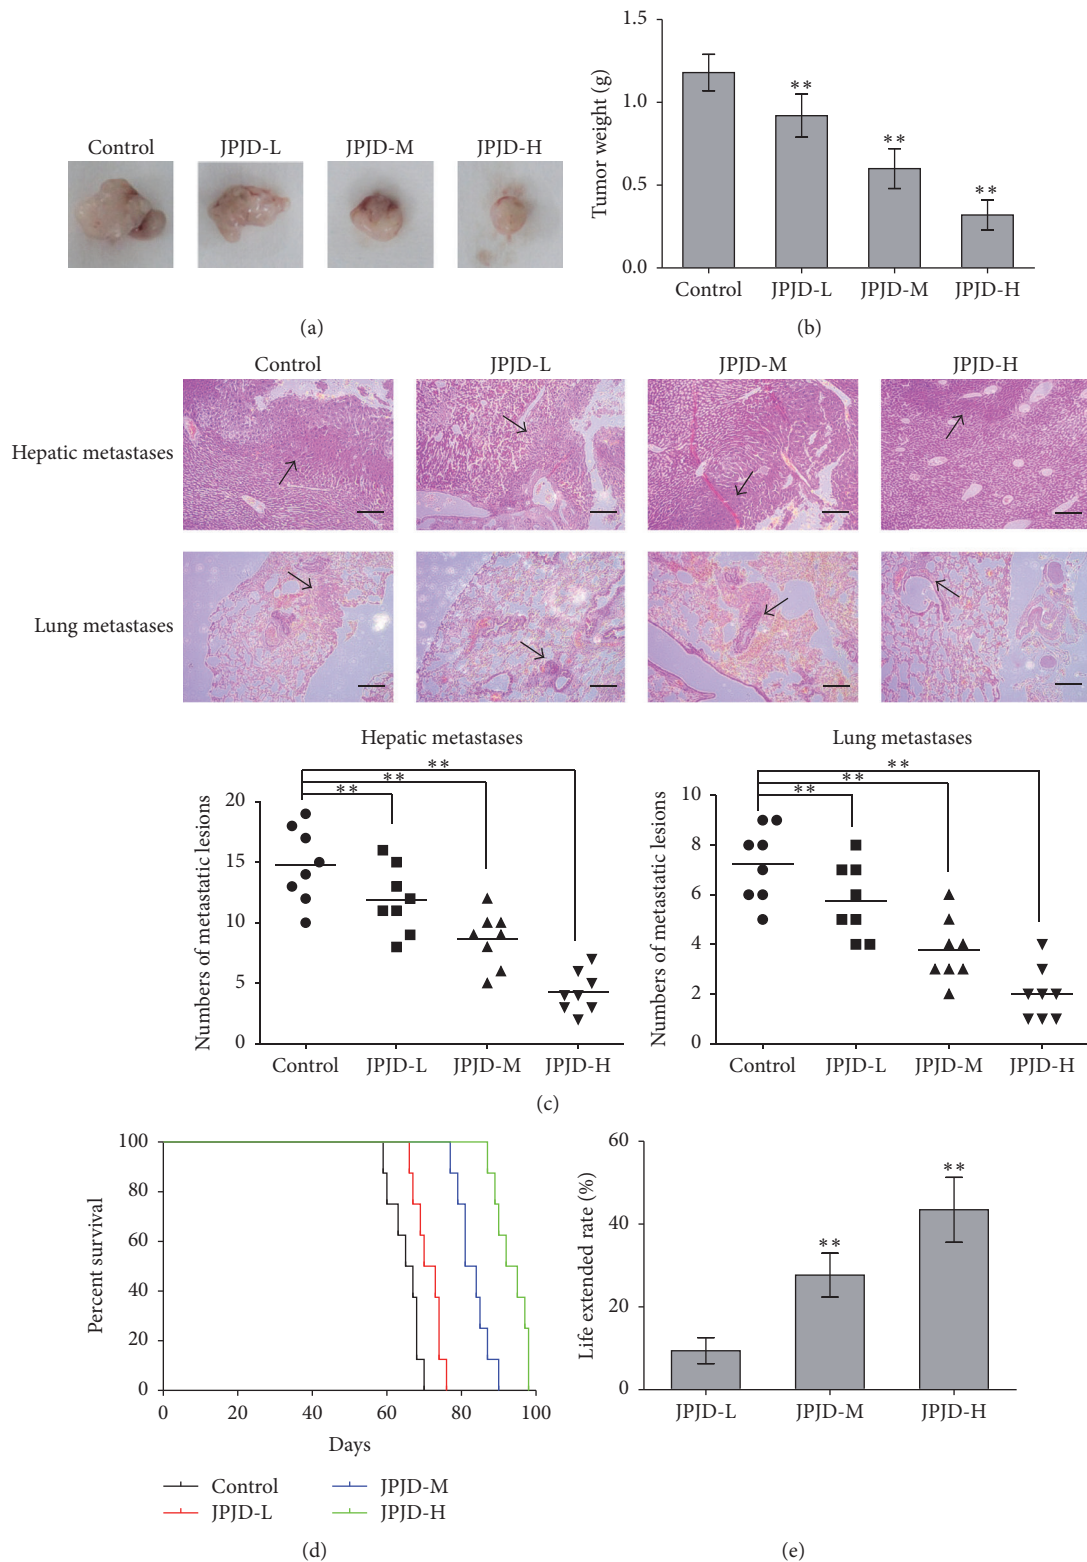 Control JPJD-L JPJD-M JPJD-H
(a)
Tumor weight (g)
1.5
1.0
0.5
0.0
** ** **
Control JPJD-L JPJD-M JPJD-H
(b)
Control JPJD-L JPJD-M JPJD-H
Hepatic metastases
Lung metastases
Hepatic metastases
** ** **
Numbers of metastatic lesions
20
15
10
5
0
Control JPJD-L JPJD-M JPJD-H
Lung metastases
** ** **
Numbers of metastatic lesions
10
8
6
4
2
0
Control JPJD-L JPJD-M JPJD-H
(c)
Percent survival
100
80
60
40
20
0
0 20 40 60 80 100
Days
Control JPJD-M
JPJD-L JPJD-H
(d)
Life extended rate (%)
60
40
20
0
** **
JPJD-L JPJD-M JPJD-H
(e)